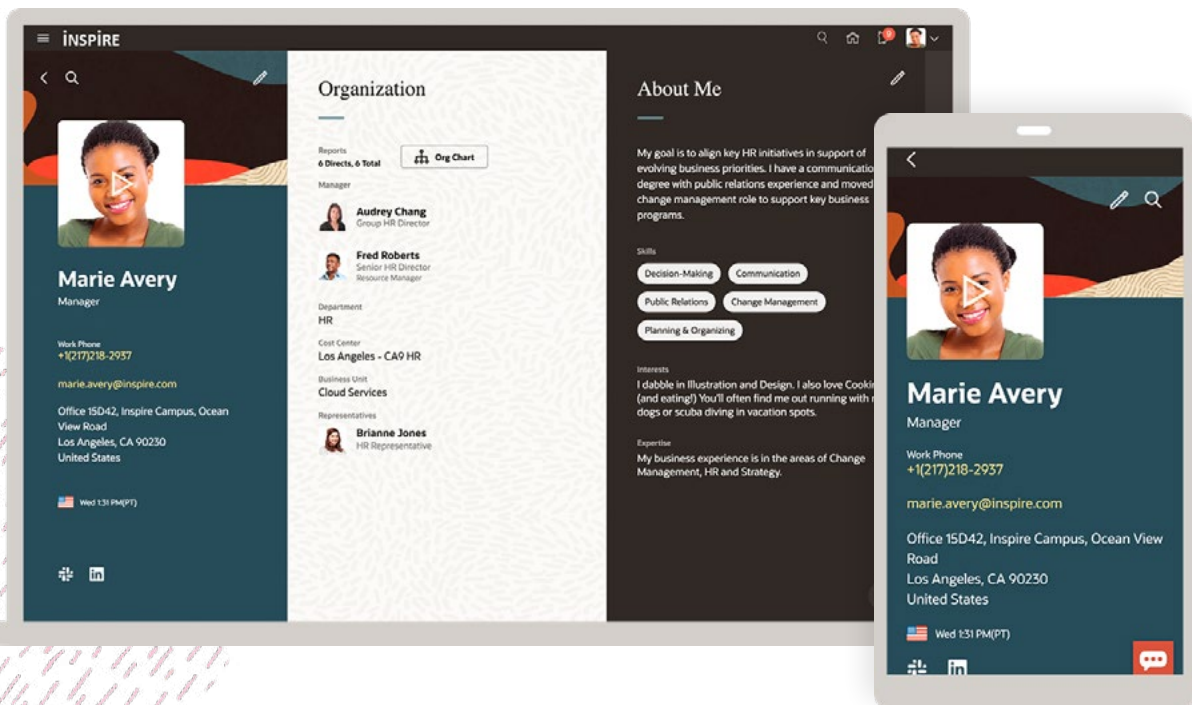 İNSPİRE
9
Marie Avery
Manager
Work Phone
+1(217)218-2937
marie.avery@inspire.com
Office 15D42, Inspire Campus, Ocean
View Road
Los Angeles, CA 90230
United States
Wed 1:31 PM(PT)
in
Organization
Reports
6 Directs, 6 Total
Org Chart
Manager
Audrey Chang
Group HR Director
Fred Roberts
Senior HR Director
Resource Manager
Department
HR
Cost Center
Los Angeles - CA9 HR
Business Unit
Cloud Services
Representatives
Brianne Jones
HR Representative
About Me
My goal is to align key HR initiatives in support of
evolving business priorities. I have a communicatio
degree with public relations experience and moved
change management role to support key business
programs.
Skills
Decision-Making
Communication
Public Relations
Change Management
Planning & Organizing
Interests
I dabble in Illustration and Design. I also love Cookin
(and eating!) You'll often find me out running with
dogs or scuba diving in vacation spots.
Expertise
My business experience is in the areas of Change
Management, HR and Strategy.
Marie Avery
Manager
Work Phone
+1(217)218-2937
marie.avery@inspire.com
Office 15D42, Inspire Campus, Ocean View
Road
Los Angeles, CA 90230
United States
Wed 1:31 PM(PT)
in